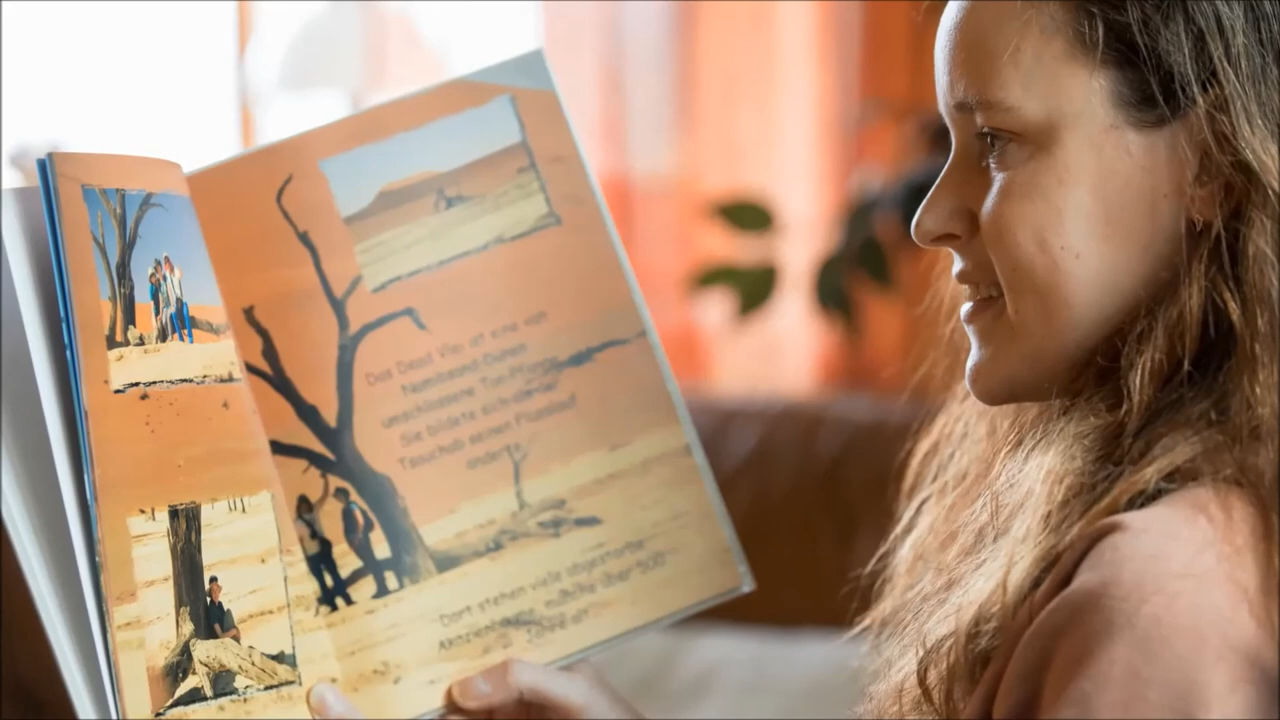 Das Dead Vlei ist eine von
Namibsand-Dünen
umschlossene Ton-Pfanne
Sie bildete sich der
Tsauchab seinen Flusslauf
änderte
Dort stehen viele abgestorbene
Akazienbäume, manche über 500
Jahre alt